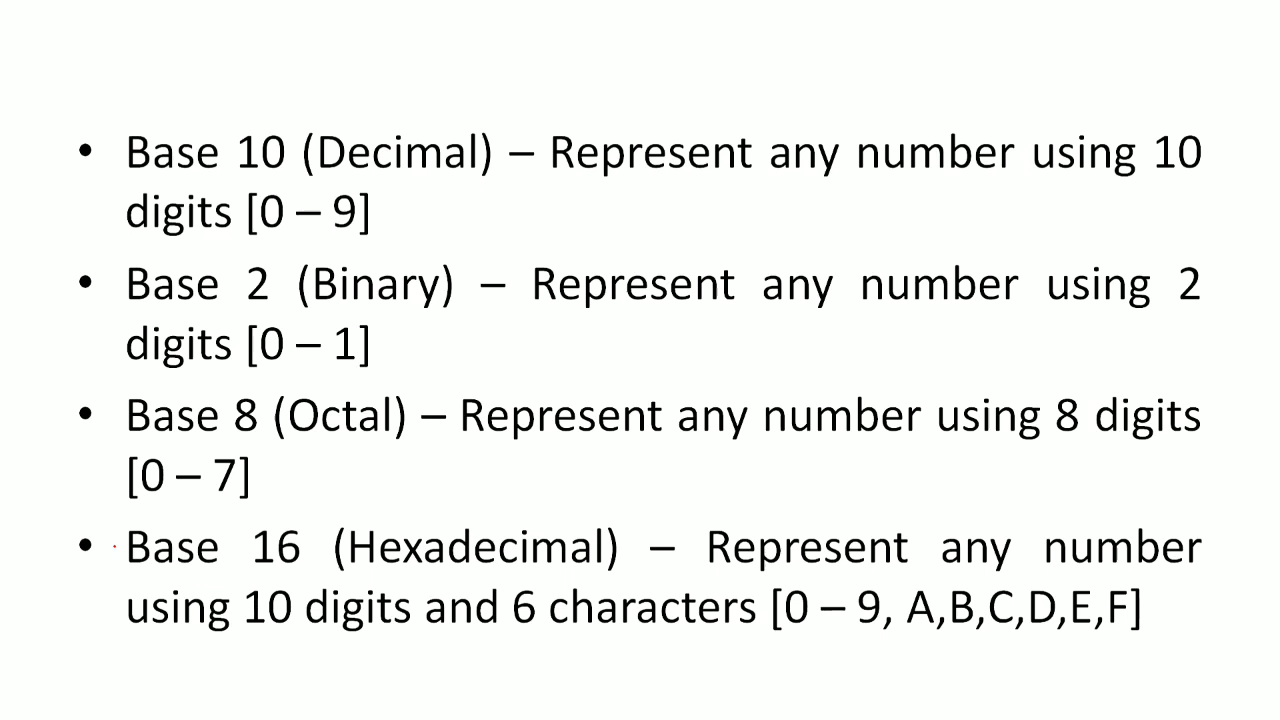 • Base 10 (Decimal) – Represent any number using 10
digits [0 – 9]
• Base 2 (Binary) – Represent any number using 2
digits [0 – 1]
• Base 8 (Octal) – Represent any number using 8 digits
[0 – 7]
• Base 16 (Hexadecimal) – Represent any number
using 10 digits and 6 characters [0 – 9, A,B,C,D,E,F]